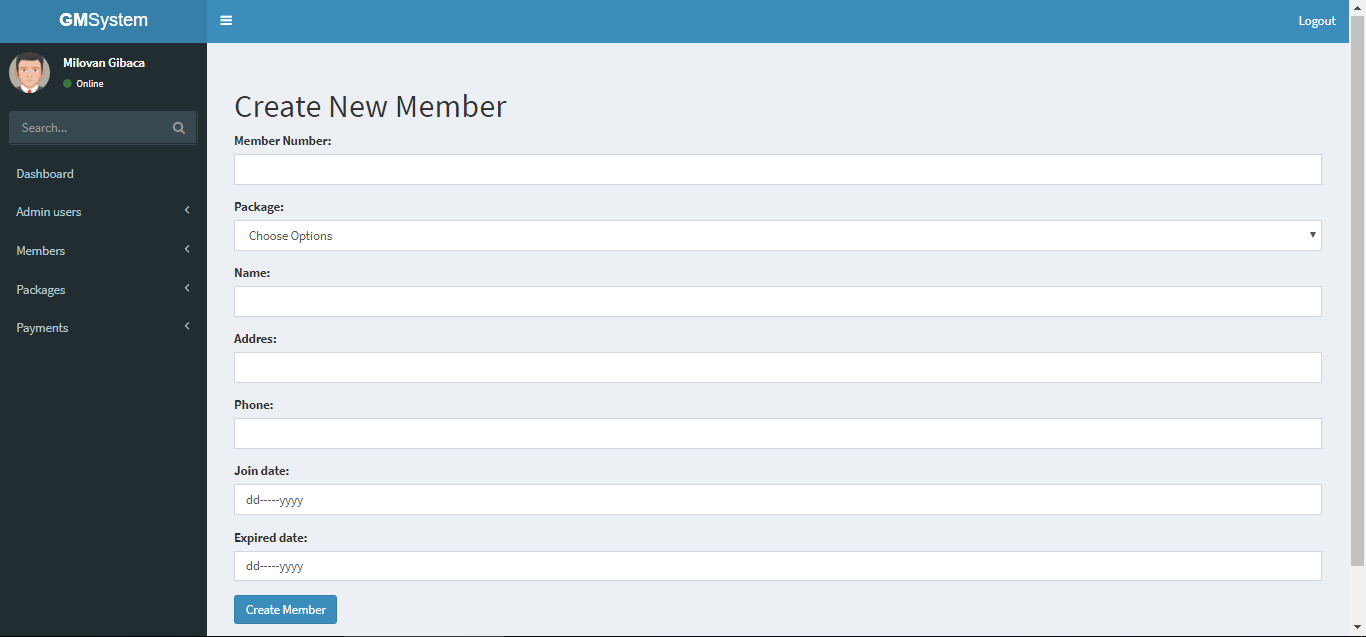 GMSystem
Logout
Milovan Gibaca
Online
Search...
Dashboard
Admin users
Members
Packages
Payments
Create New Member
Member Number:
Package:
Choose Options
Name:
Addres:
Phone:
Join date:
dd-----yyyy
Expired date:
dd-----yyyy
Create Member